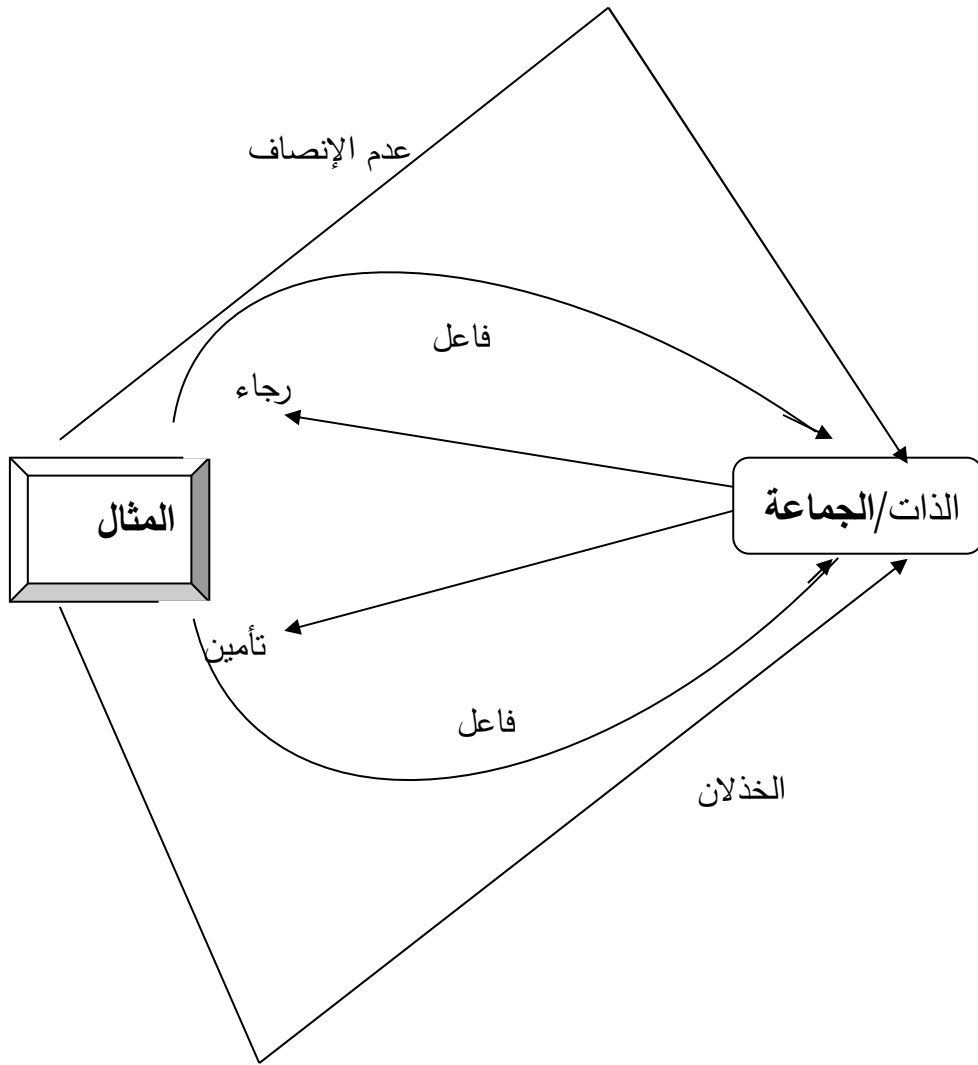 عدم الإنصاف
فاعل
رجاء
الذات/الجماعة
المثال
تأمين
فاعل
الخذلان